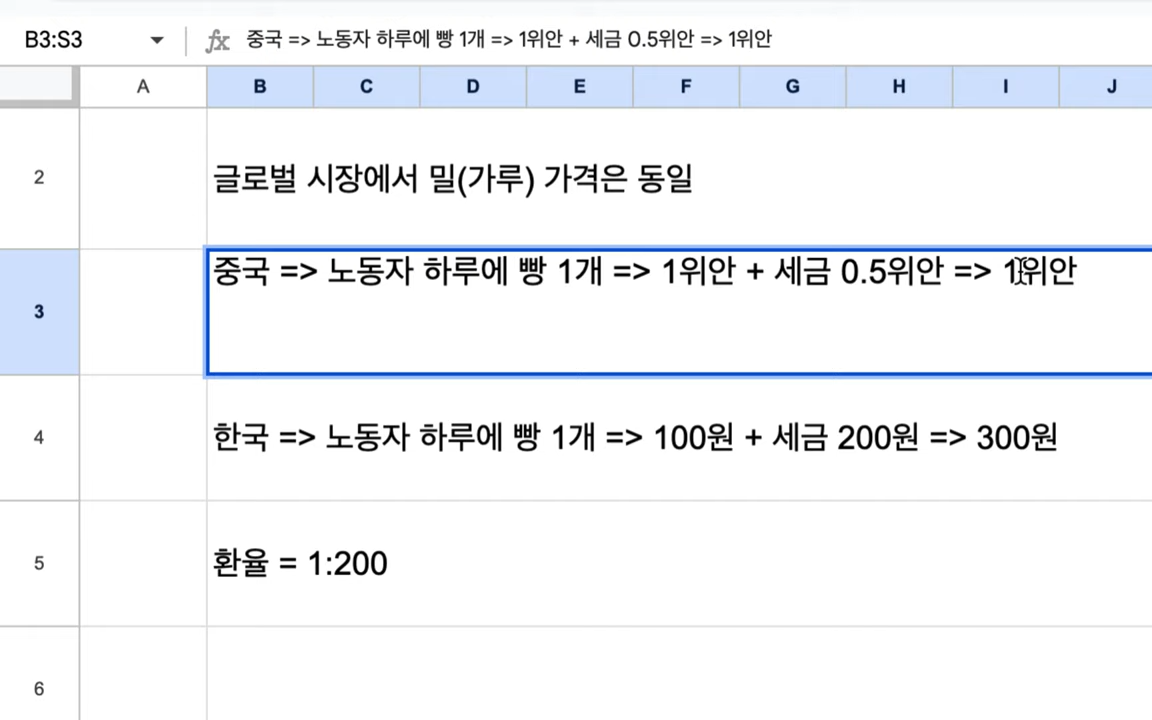 B3:S3
fx 중국 => 노동자 하루에 빵 1개 => 1위안 + 세금 0.5위안 => 1위안
A B C D E F G H I J
2 글로벌 시장에서 밀(가루) 가격은 동일
3 중국 => 노동자 하루에 빵 1개 => 1위안 + 세금 0.5위안 => 1위안
4 한국 => 노동자 하루에 빵 1개 => 100원 + 세금 200원 => 300원
5 환율 = 1:200
6